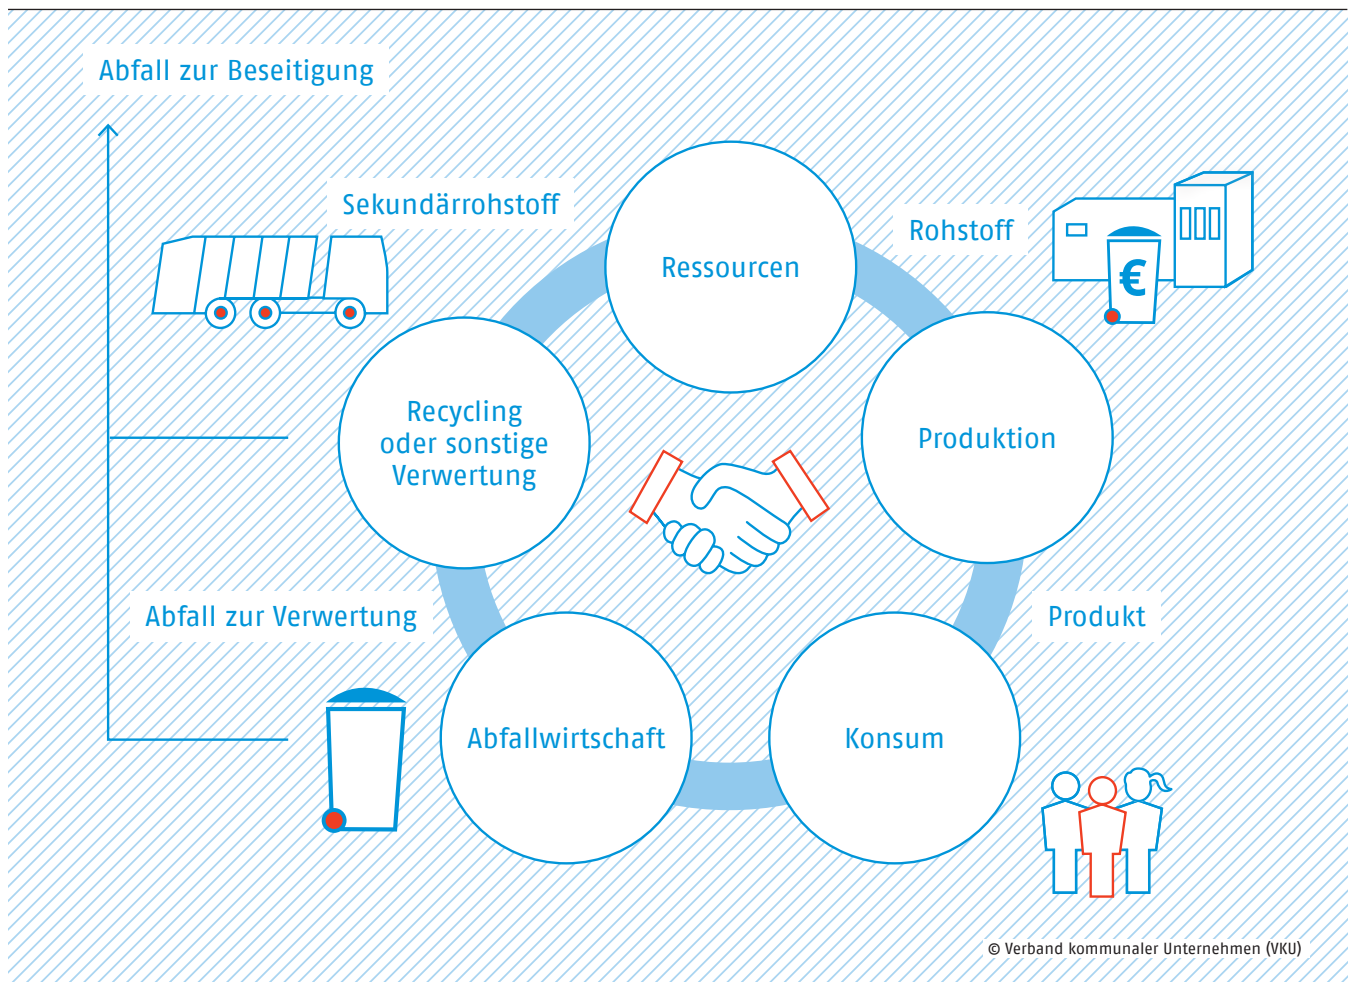 Abfall zur Beseitigung
Sekundärrohstoff
Rohstoff
Ressourcen
€
Recycling
oder sonstige
Verwertung
Produktion
Abfall zur Verwertung
Produkt
Abfallwirtschaft
Konsum
© Verband kommunaler Unternehmen (VKU)